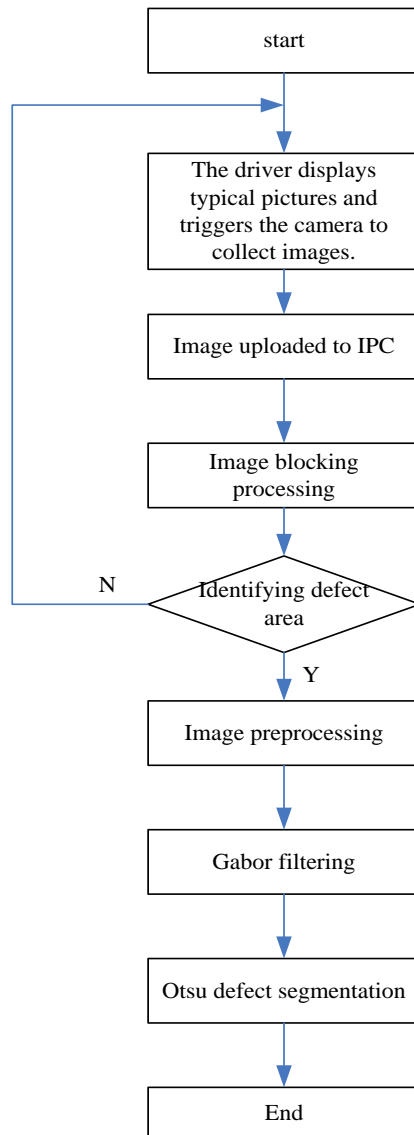 start
The driver displays
typical pictures and
triggers the camera to
collect images.
Image uploaded to IPC
Image blocking
processing
N
Identifying defect
area
Y
Image preprocessing
Gabor filtering
Otsu defect segmentation
End